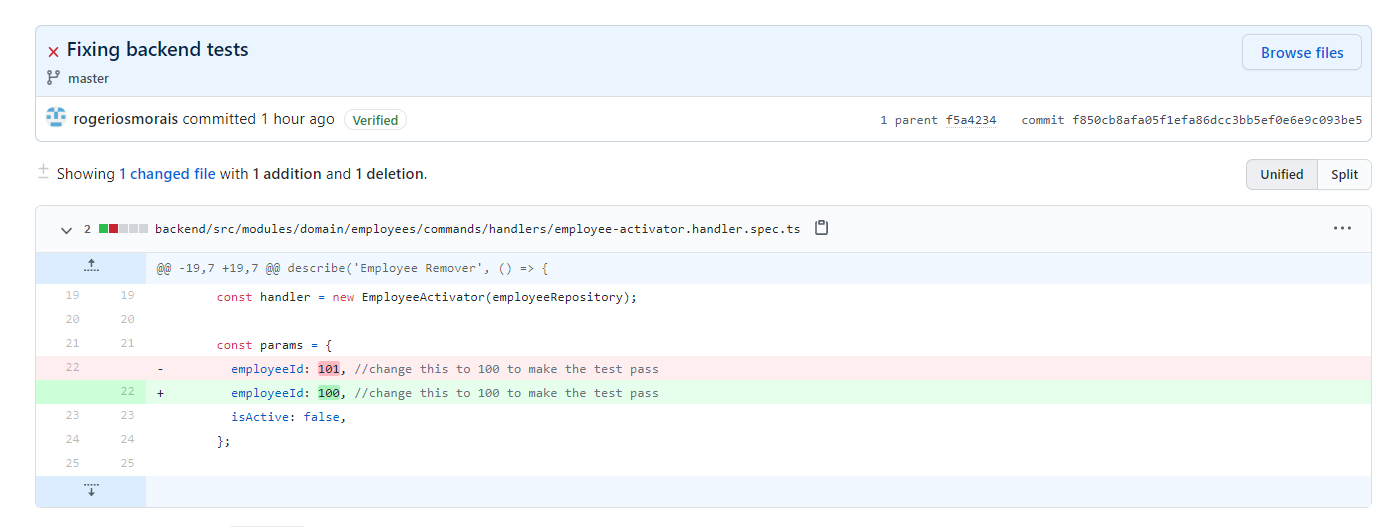 Fixing backend tests
Browse files
master
rogeriosmorais committed 1 hour ago Verified 1 parent f5a4234 commit f850cb8afa05f1efa86dcc3bb5ef0e6e9c093be5
Showing 1 changed file with 1 addition and 1 deletion.
Unified Split
2 backend/src/modules/domain/employees/commands/handlers/employee-activator.handler.spec.ts
@@ -19,7 +19,7 @@ describe('Employee Remover', () => {
19 19 const handler = new EmployeeActivator(employeeRepository);
20 20
21 21 const params = {
22 - employeeId: 101, //change this to 100 to make the test pass
22 + employeeId: 100, //change this to 100 to make the test pass
23 23 isActive: false,
24 24 };
25 25